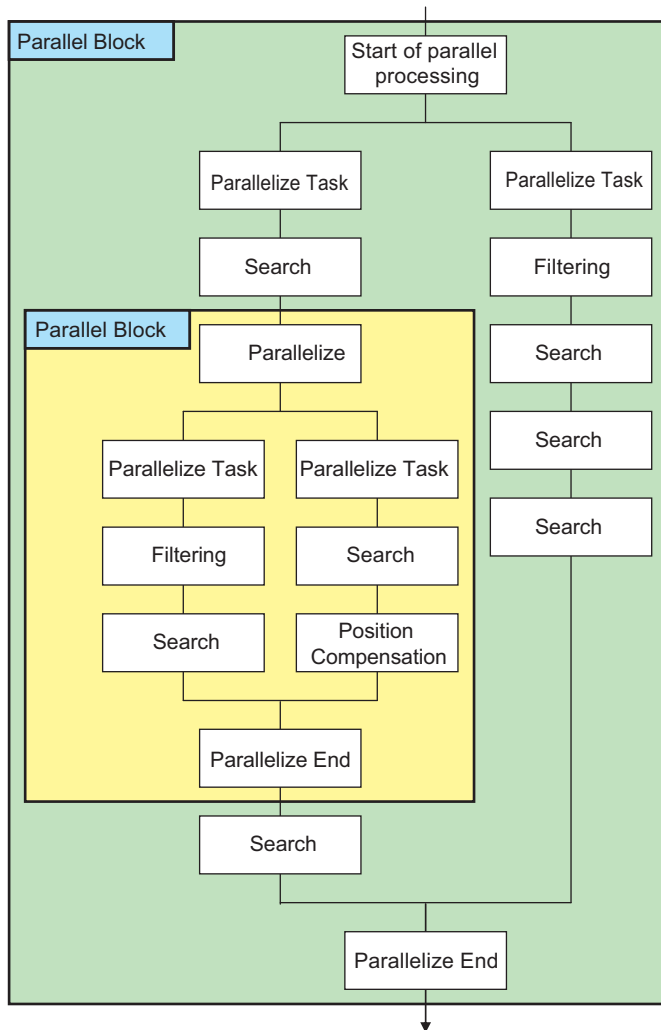 Parallel Block
Start of parallel
processing
Parallelize Task
Parallelize Task
Search
Filtering
Parallel Block
Parallelize
Search
Parallelize Task
Parallelize Task
Search
Filtering
Search
Search
Search
Position
Compensation
Parallelize End
Search
Parallelize End